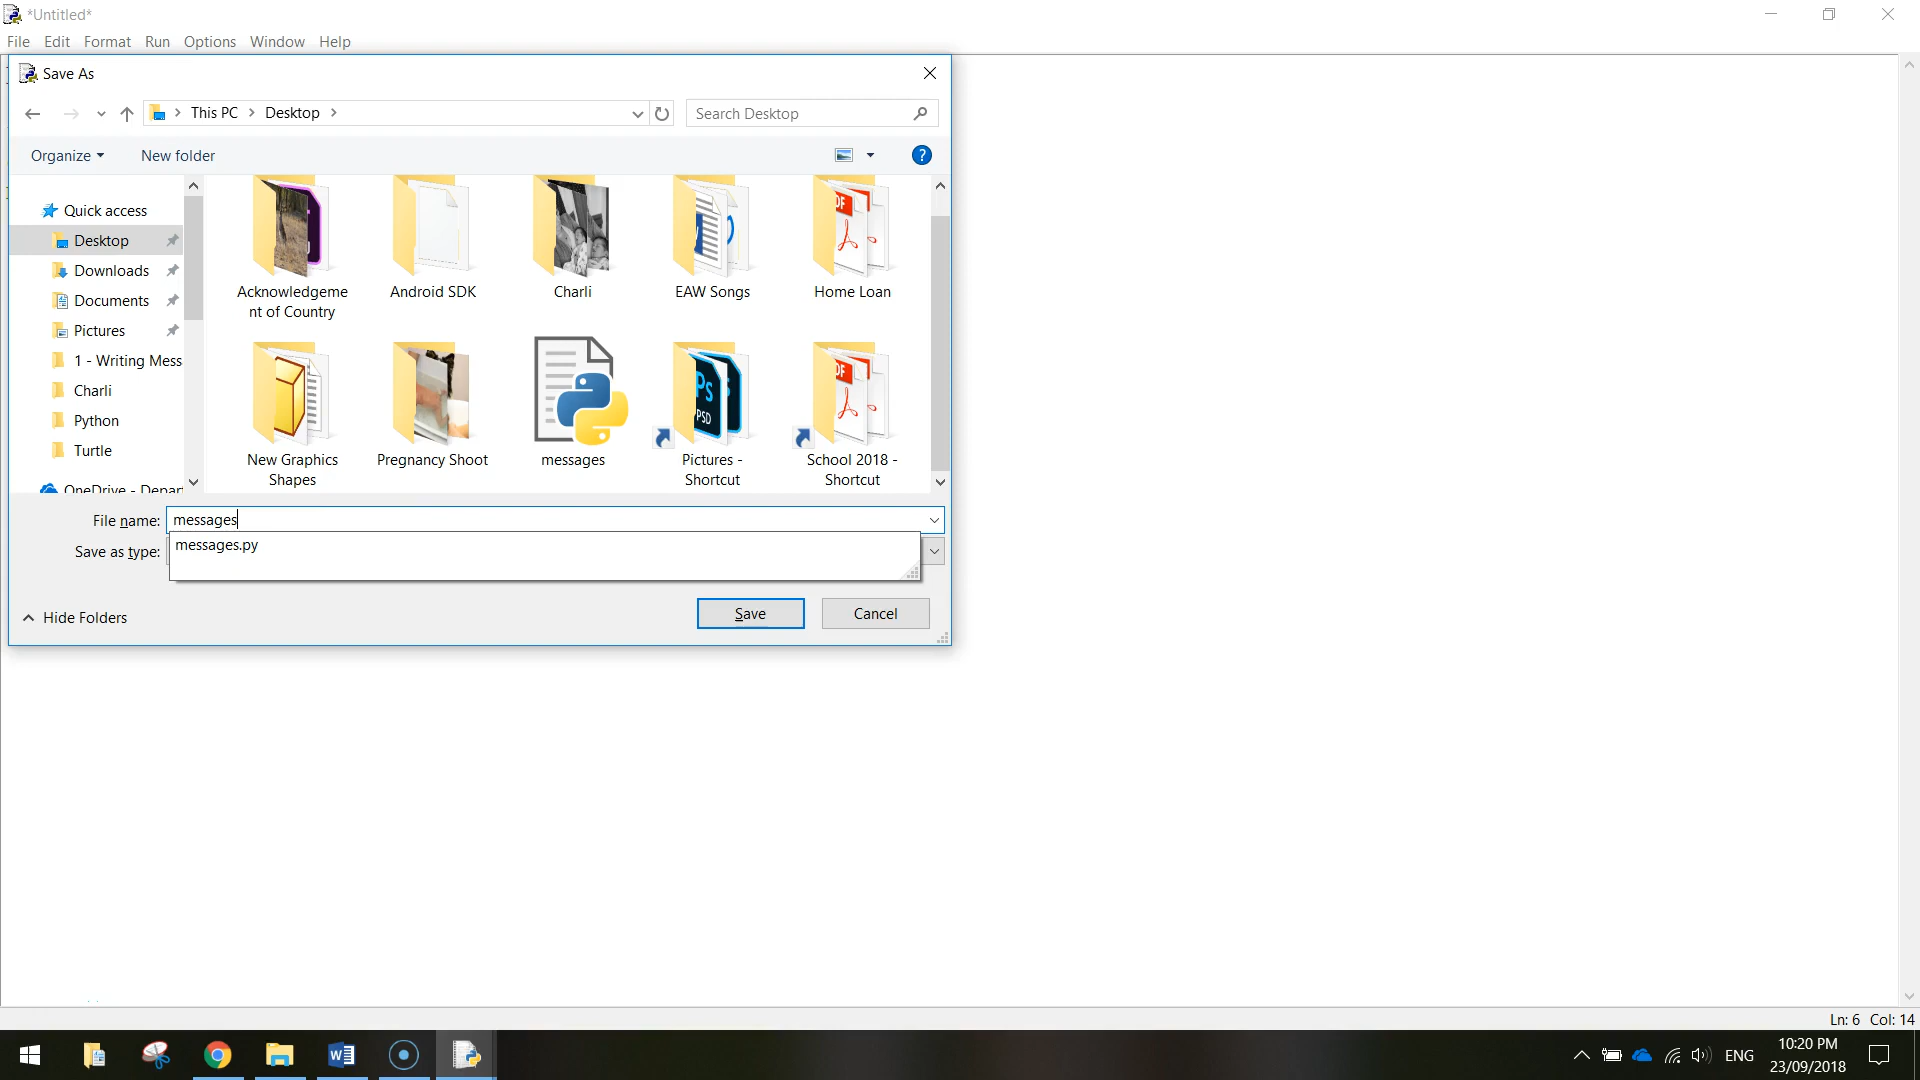 *Untitled*
File Edit Format Run Options Window Help
Save As
This PC Desktop
Search Desktop
Organize New folder
?
Quick access
Desktop
Downloads
Documents
Pictures
1 - Writing Mess
Charli
Python
Turtle
OneDrive - Depart
Acknowledgeme
nt of Country
Android SDK
Charli
EAW Songs
Home Loan
New Graphics
Shapes
Pregnancy Shoot
messages
Pictures -
Shortcut
School 2018 -
Shortcut
File name: messages
Save as type:
messages.py
Hide Folders
Save Cancel
Ln: 6 Col: 14
ENG
10:20 PM
23/09/2018